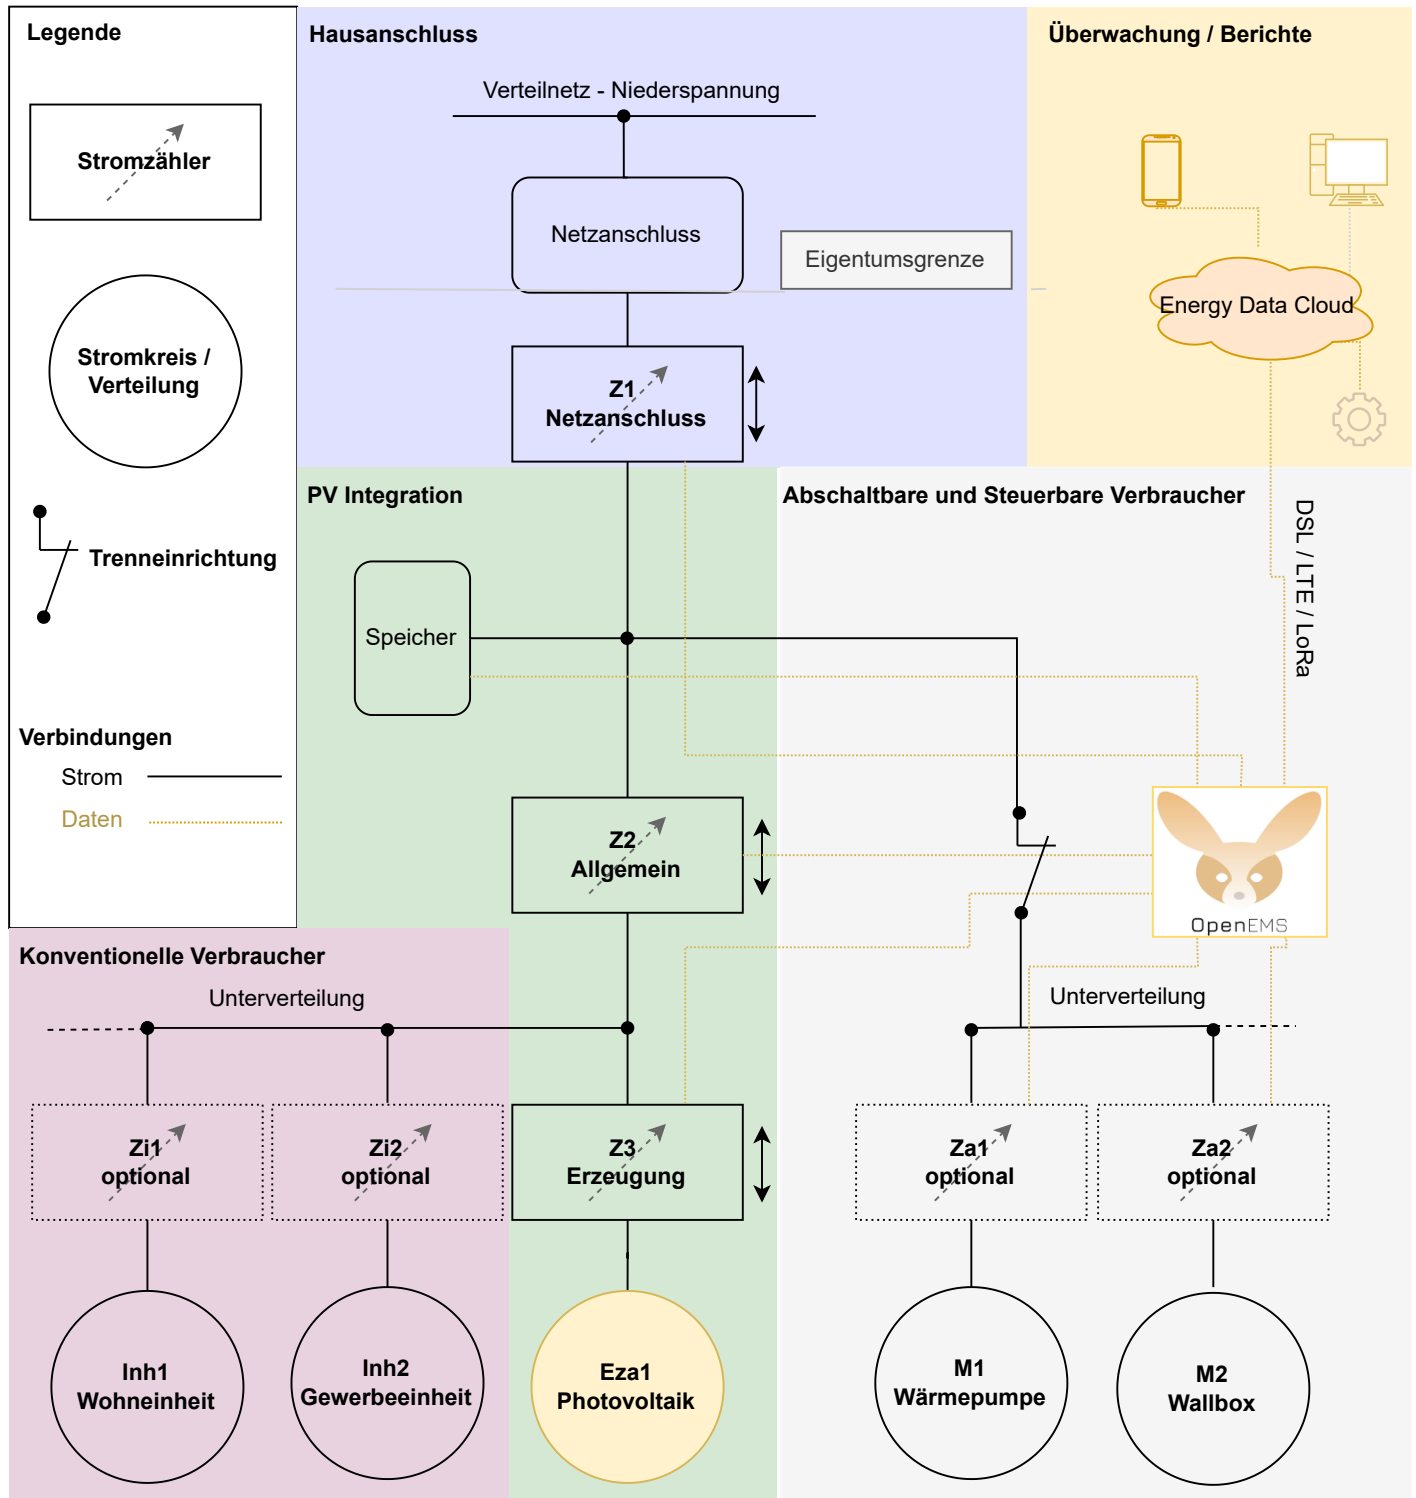 Legende
Stromzähler
Stromkreis /
Verteilung
Trenneinrichtung
Verbindungen
Strom
Daten
Hausanschluss
Verteilnetz - Niederspannung
Netzanschluss
Eigentumsgrenze
Z1
Netzanschluss
Überwachung / Berichte
Energy Data Cloud
PV Integration
Speicher
Z2
Allgemein
Abschaltbare und Steuerbare Verbraucher
DSL / LTE / LoRa
OpenEMS
Konventionelle Verbraucher
Unterverteilung
Unterverteilung
Zi1
optional
Zi2
optional
Z3
Erzeugung
Za1
optional
Za2
optional
Inh1
Wohneinheit
Inh2
Gewerbeeinheit
Eza1
Photovoltaik
M1
Wärmepumpe
M2
Wallbox